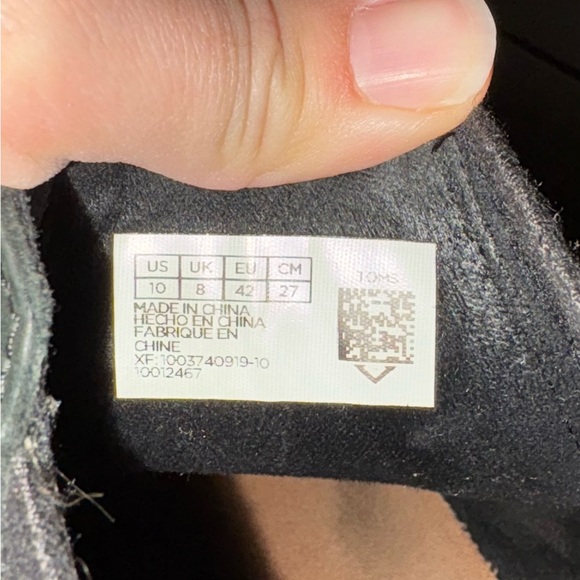 US UK EU CM
10 8 42 27
MADE IN CHINA
HECHO EN CHINA
FABRIQUE EN
CHINE
XF:1003740919-10
10012467
TOMS